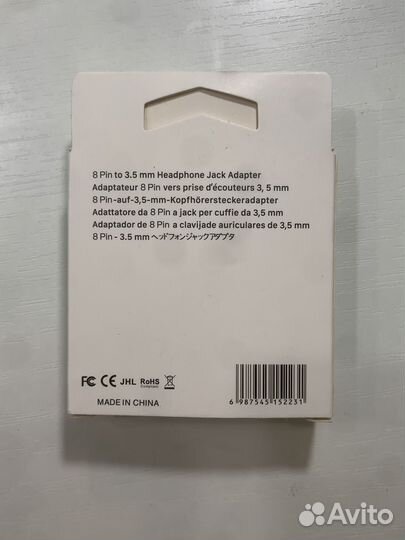 8 Pin to 3.5 mm Headphone Jack Adapter
Adaptateur 8 Pin vers prise d'écouteurs 3, 5 mm
8 Pin-auf-3,5-mm-Kopfhörersteckeradapter
Adattatore da 8 Pin a jack per cuffie da 3,5 mm
Adaptador de 8 Pin a clavijade auriculares de 3,5 mm
8 Pin - 3.5 mm ヘッドフォンジャックアダプタ
FC CE JHL RoHS
Compliant
MADE IN CHINA
6 987545 152231
Avito